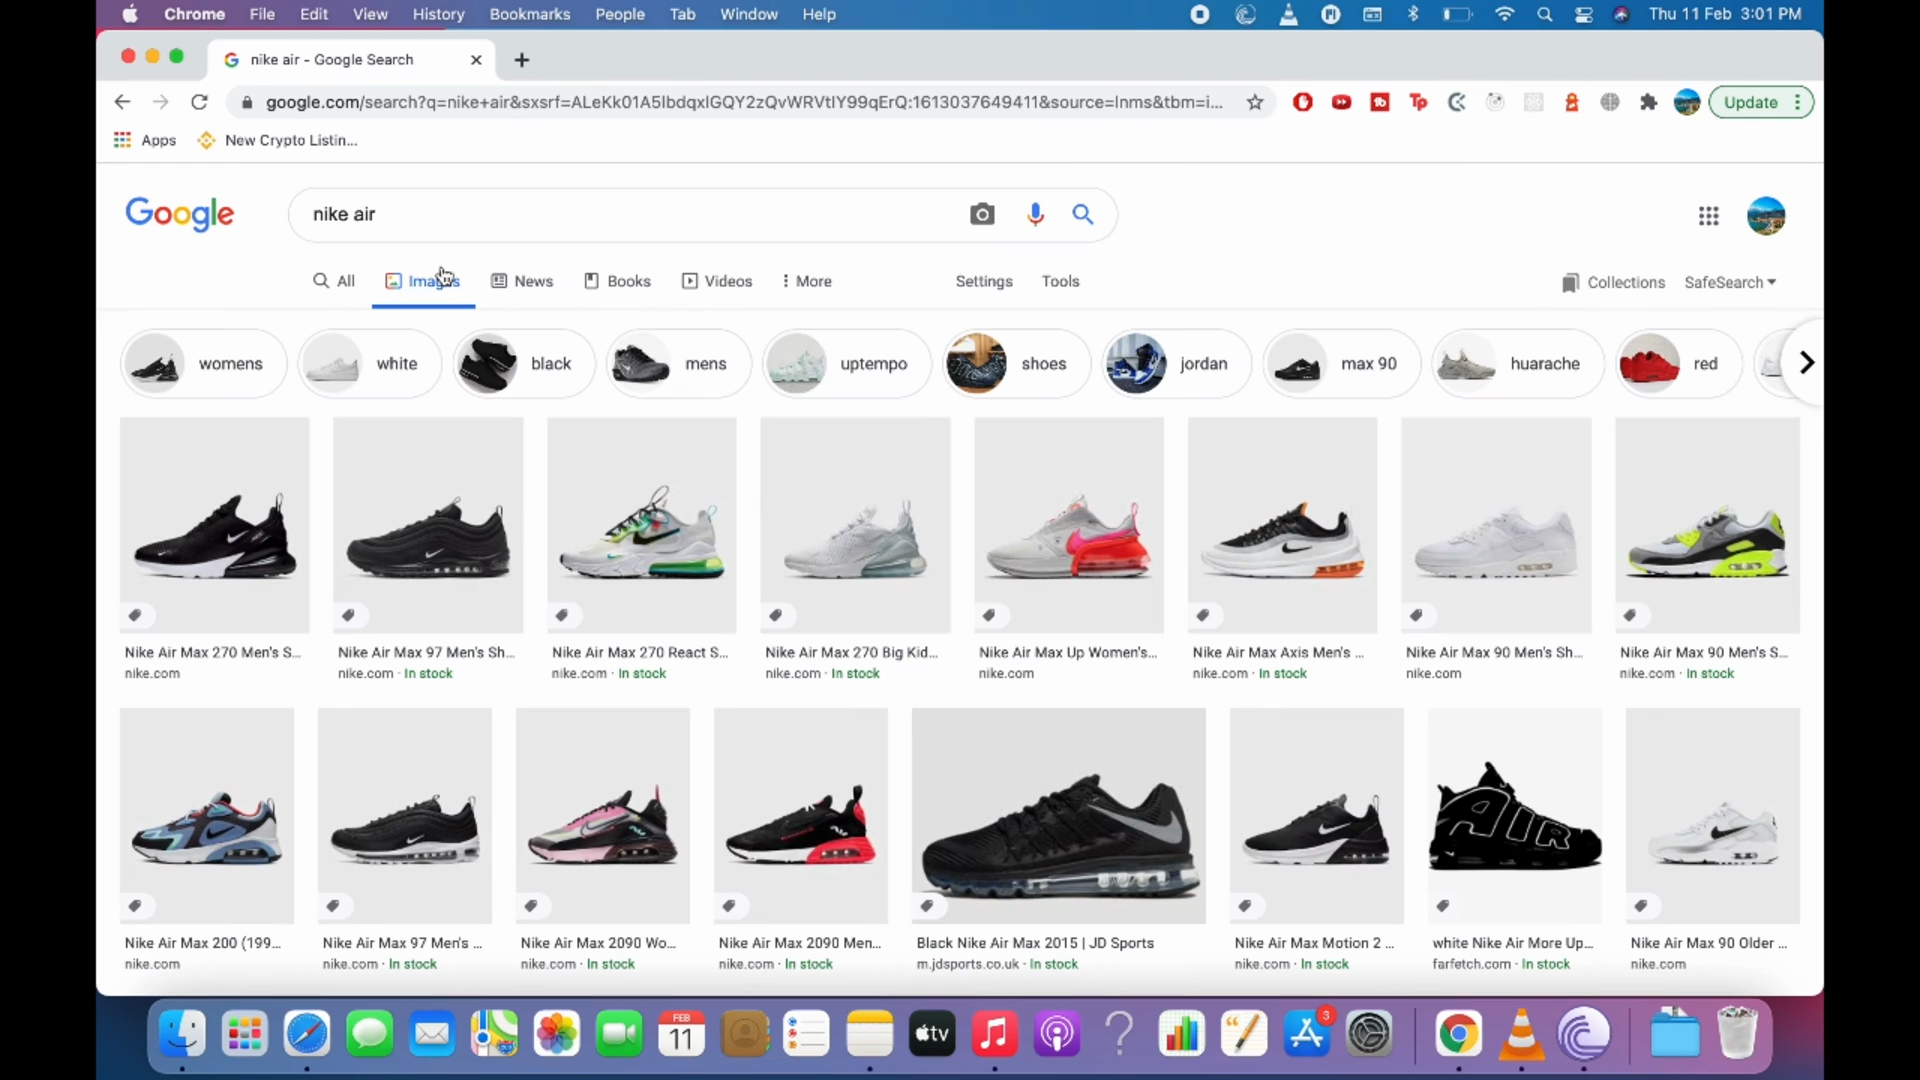 Chrome File Edit View History Bookmarks People Tab Window Help Thu 11 Feb 3:01 PM
nike air - Google Search
google.com/search?q=nike+air&sxsrf=ALeKk01A5lbdqxlGQY2zQvWRVtlY99qErQ:1613037649411&source=lnms&tbm=i... Update
Apps New Crypto Listin...
Google nike air
All Images News Books Videos More Settings Tools Collections SafeSearch
womens white black mens uptempo shoes jordan max 90 huarache red
Nike Air Max 270 Men's S... Nike Air Max 97 Men's Sh... Nike Air Max 270 React S... Nike Air Max 270 Big Kid... Nike Air Max Up Women's... Nike Air Max Axis Men's ... Nike Air Max 90 Men's Sh... Nike Air Max 90 Men's S...
nike.com nike.com · In stock nike.com · In stock nike.com · In stock nike.com nike.com · In stock nike.com nike.com · In stock
AIR
Nike Air Max 200 (199... Nike Air Max 97 Men's ... Nike Air Max 2090 Wo... Nike Air Max 2090 Men... Black Nike Air Max 2015 | JD Sports Nike Air Max Motion 2 ... white Nike Air More Up... Nike Air Max 90 Older ...
nike.com nike.com · In stock nike.com · In stock nike.com · In stock m.jdsports.co.uk · In stock nike.com · In stock farfetch.com · In stock nike.com
FEB
11
tv
3